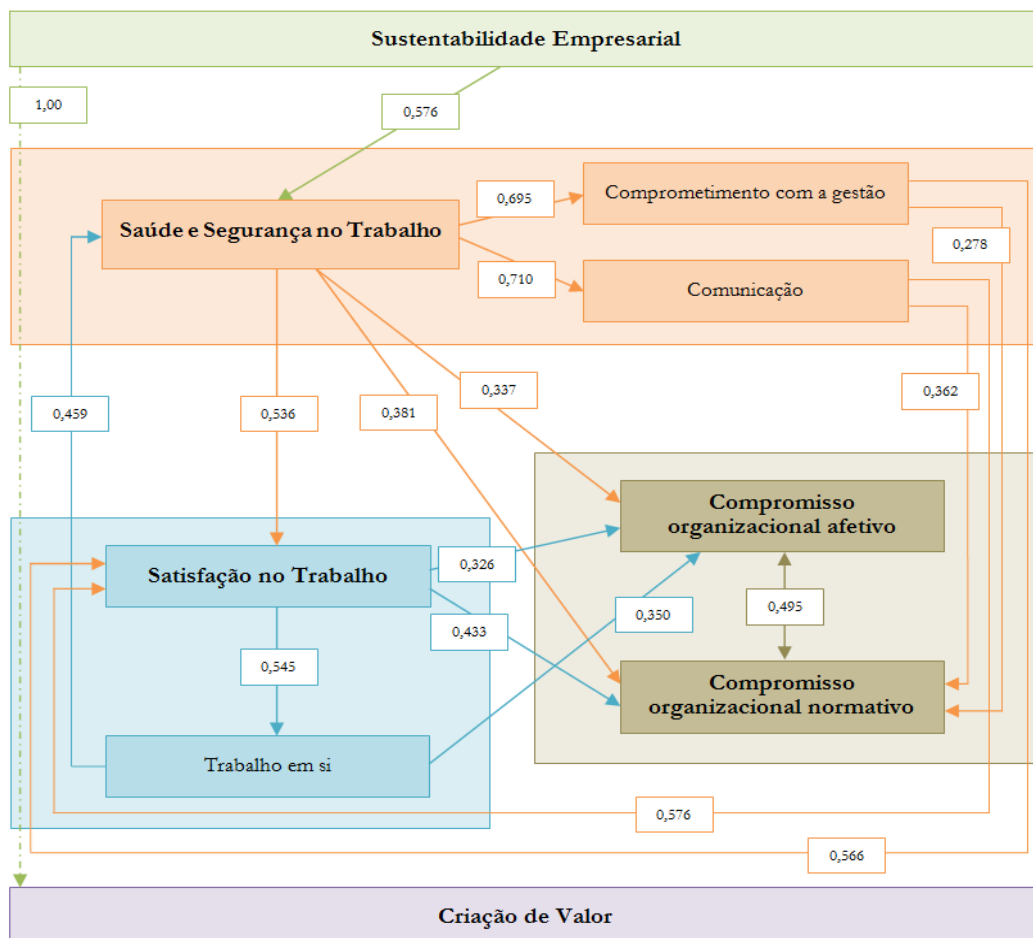 Sustentabilidade Empresarial
1,00
0,576
Comprometimento com a gestão
0,695
Saúde e Segurança no Trabalho
0,278
0,710
Comunicação
0,337
0,362
0,459
0,536
0,381
Compromisso
organizacional afetivo
Satisfação no Trabalho
0,326
0,350
0,495
0,433
0,545
Compromisso
organizacional normativo
Trabalho em si
0,576
0,566
Criação de Valor